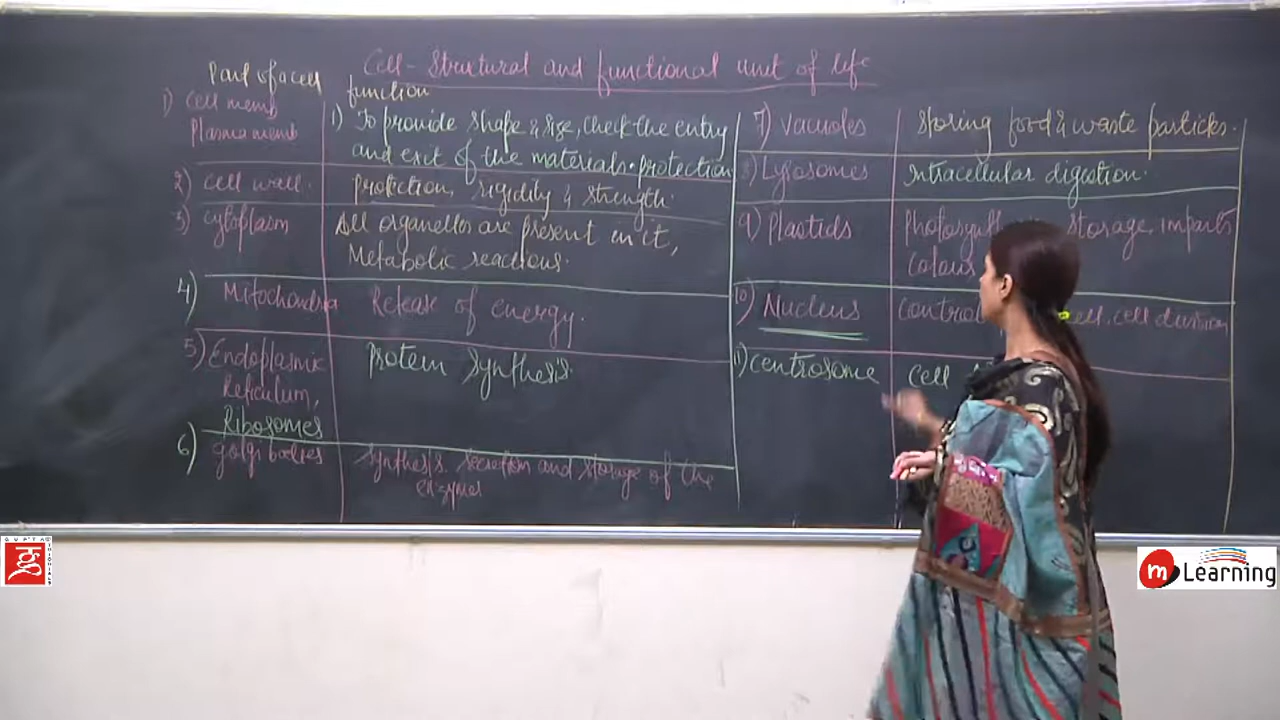 Cell - Structural and functional unit of life
Part of a cell
function
1) Cell memb
Plasma memb
1) To provide shape & size, check the entry
and exit of the materials. protection
2) Cell wall.
protection, rigidity & strength.
3) Cytoplasm
All organelles are present in it,
Metabolic reactions.
4) Mitochondria
Release of energy.
5) Endoplasmic
Reticulum,
Ribosomes
Protein Synthesis.
6) golgi bodies
Synthesis. secretion and storage of the
enzymes
7) Vacuoles
Storing food & waste particles.
8) Lysosomes
Intracellular digestion.
9) Plastids
Storage, imparts
Colour
10) Nucleus
cell. cell division
11) Centrosome
Cell
GUPTA
m Learning